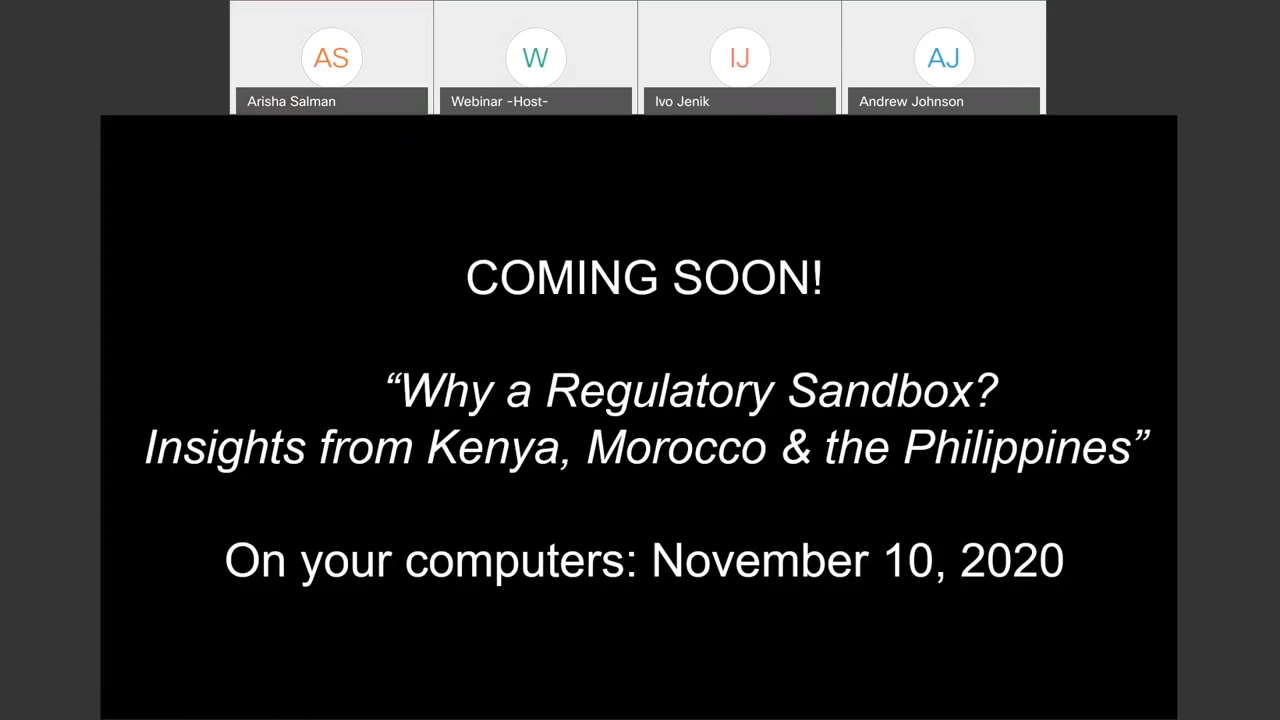 AS
W
IJ
AJ
Arisha Salman
Webinar -Host-
Ivo Jenik
Andrew Johnson
COMING SOON!
“Why a Regulatory Sandbox?
Insights from Kenya, Morocco & the Philippines”
On your computers: November 10, 2020